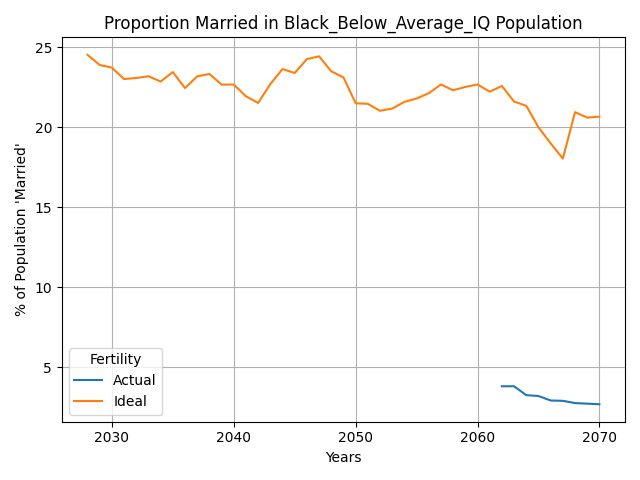 Proportion Married in Black_Below_Average_IQ Population
% of Population 'Married'
25
20
15
10
5
Fertility
Actual
Ideal
2030 2040 2050 2060 2070
Years